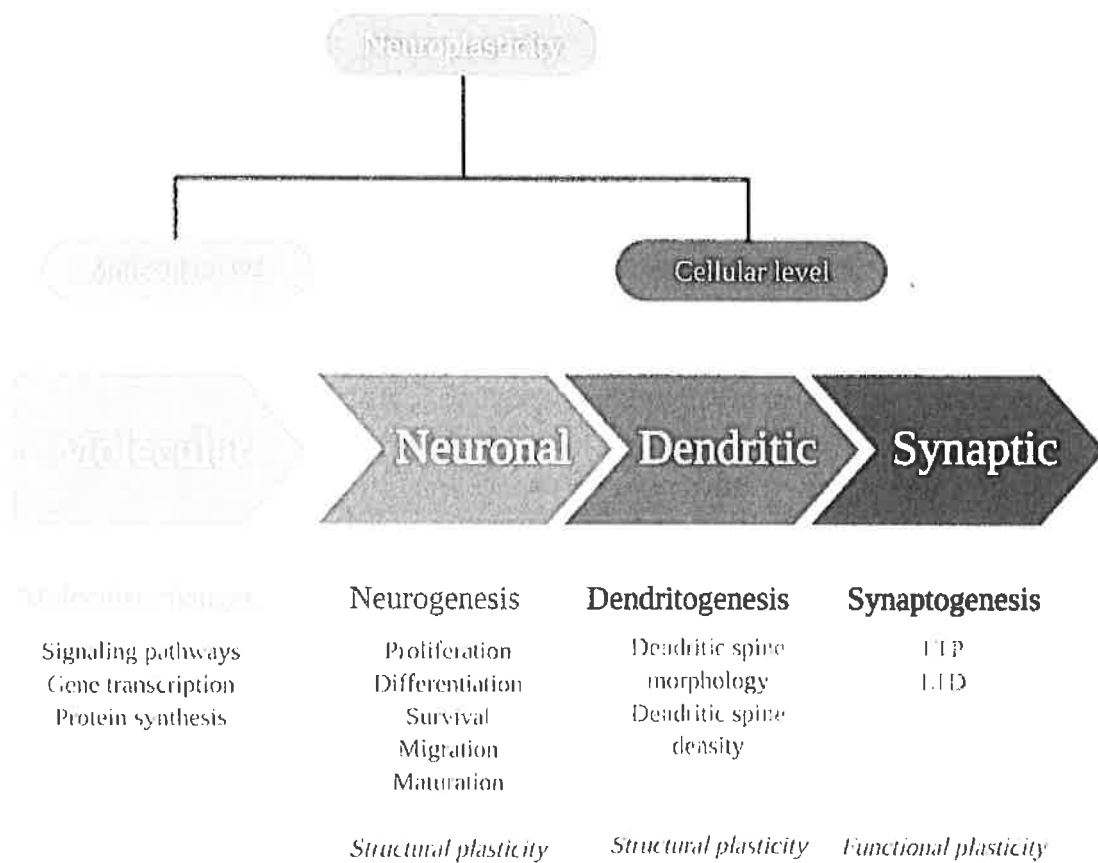 Neuroplasticity
Cellular level
Neuronal
Dendritic
Synaptic
Signaling pathways
Gene transcription
Protein synthesis
Neurogenesis
Proliferation
Differentiation
Survival
Migration
Maturation
Structural plasticity
Dendritogenesis
Dendritic spine
morphology
Dendritic spine
density
Structural plasticity
Synaptogenesis
LTP
LTD
Functional plasticity